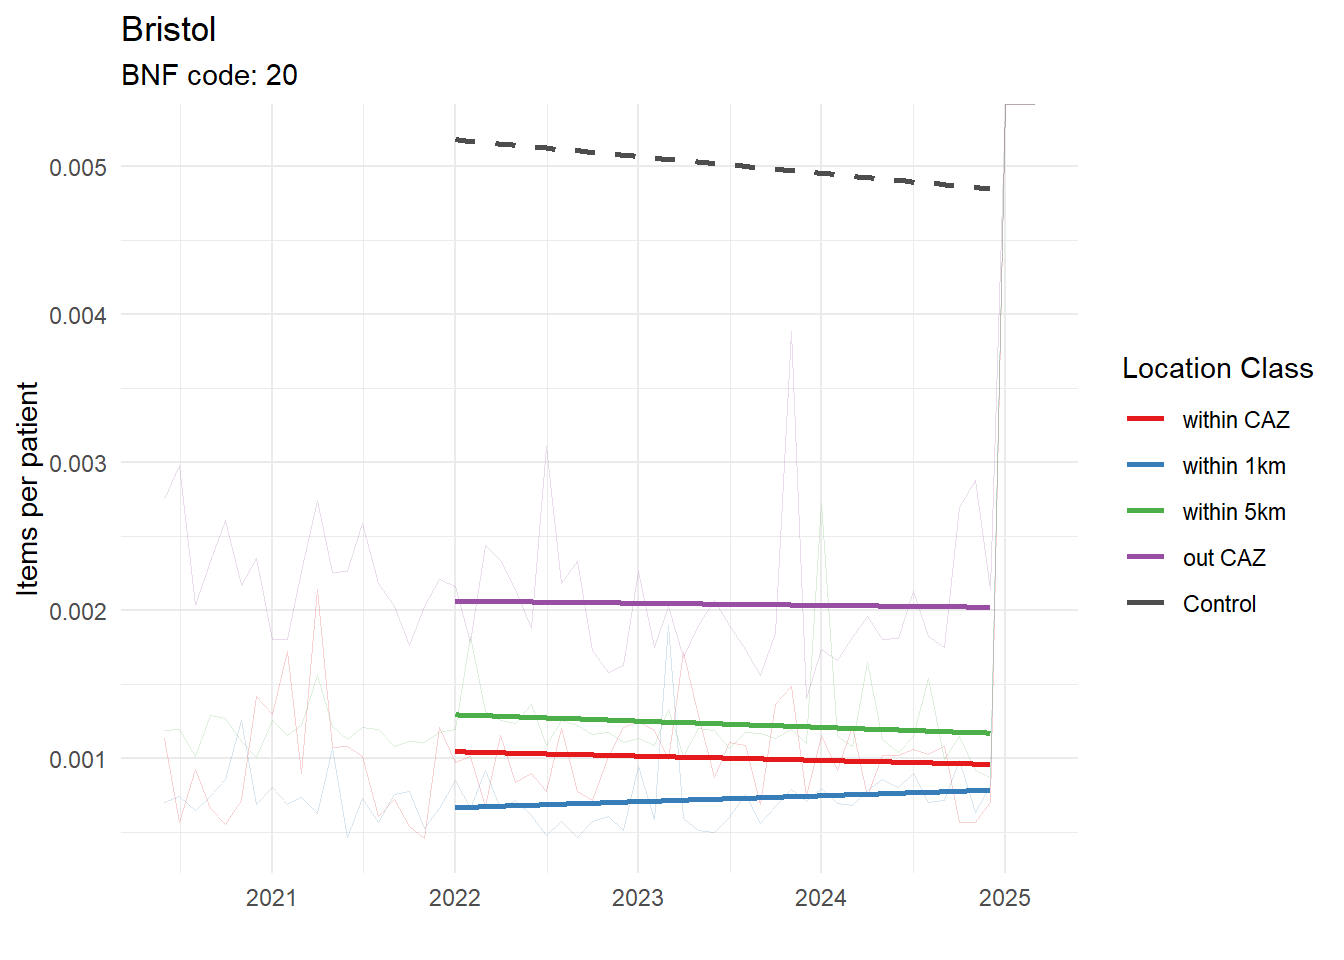 Bristol
BNF code: 20
Items per patient
0.005
0.004
0.003
0.002
0.001
2021
2022
2023
2024
2025
Location Class
within CAZ
within 1km
within 5km
out CAZ
Control